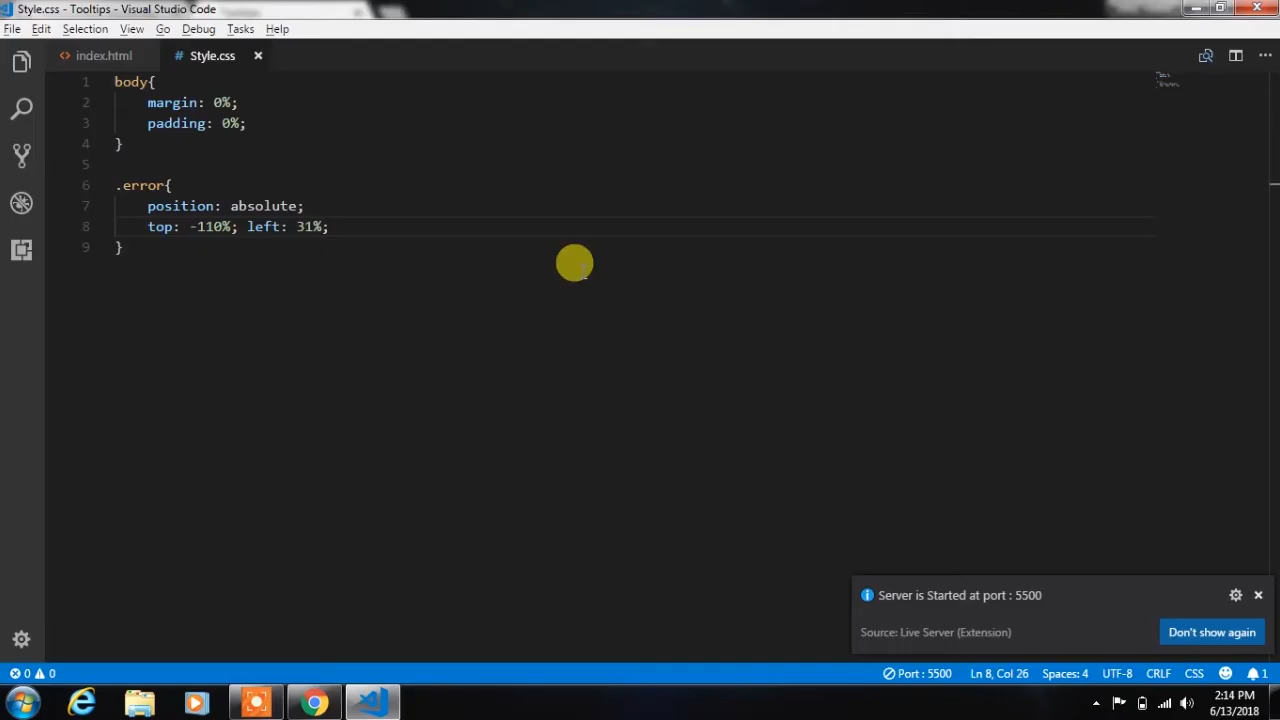 Style.css - Tooltips - Visual Studio Code
File Edit Selection View Go Debug Tasks Help
<> index.html # Style.css
1 body{
2 margin: 0%;
3 padding: 0%;
4 }
5
6 .error{
7 position: absolute;
8 top: -110%; left: 31%;
9 }
Server is Started at port : 5500
Source: Live Server (Extension)
Don't show again
0 0 Port : 5500 Ln 8, Col 26 Spaces: 4 UTF-8 CRLF CSS 1
2:14 PM
6/13/2018